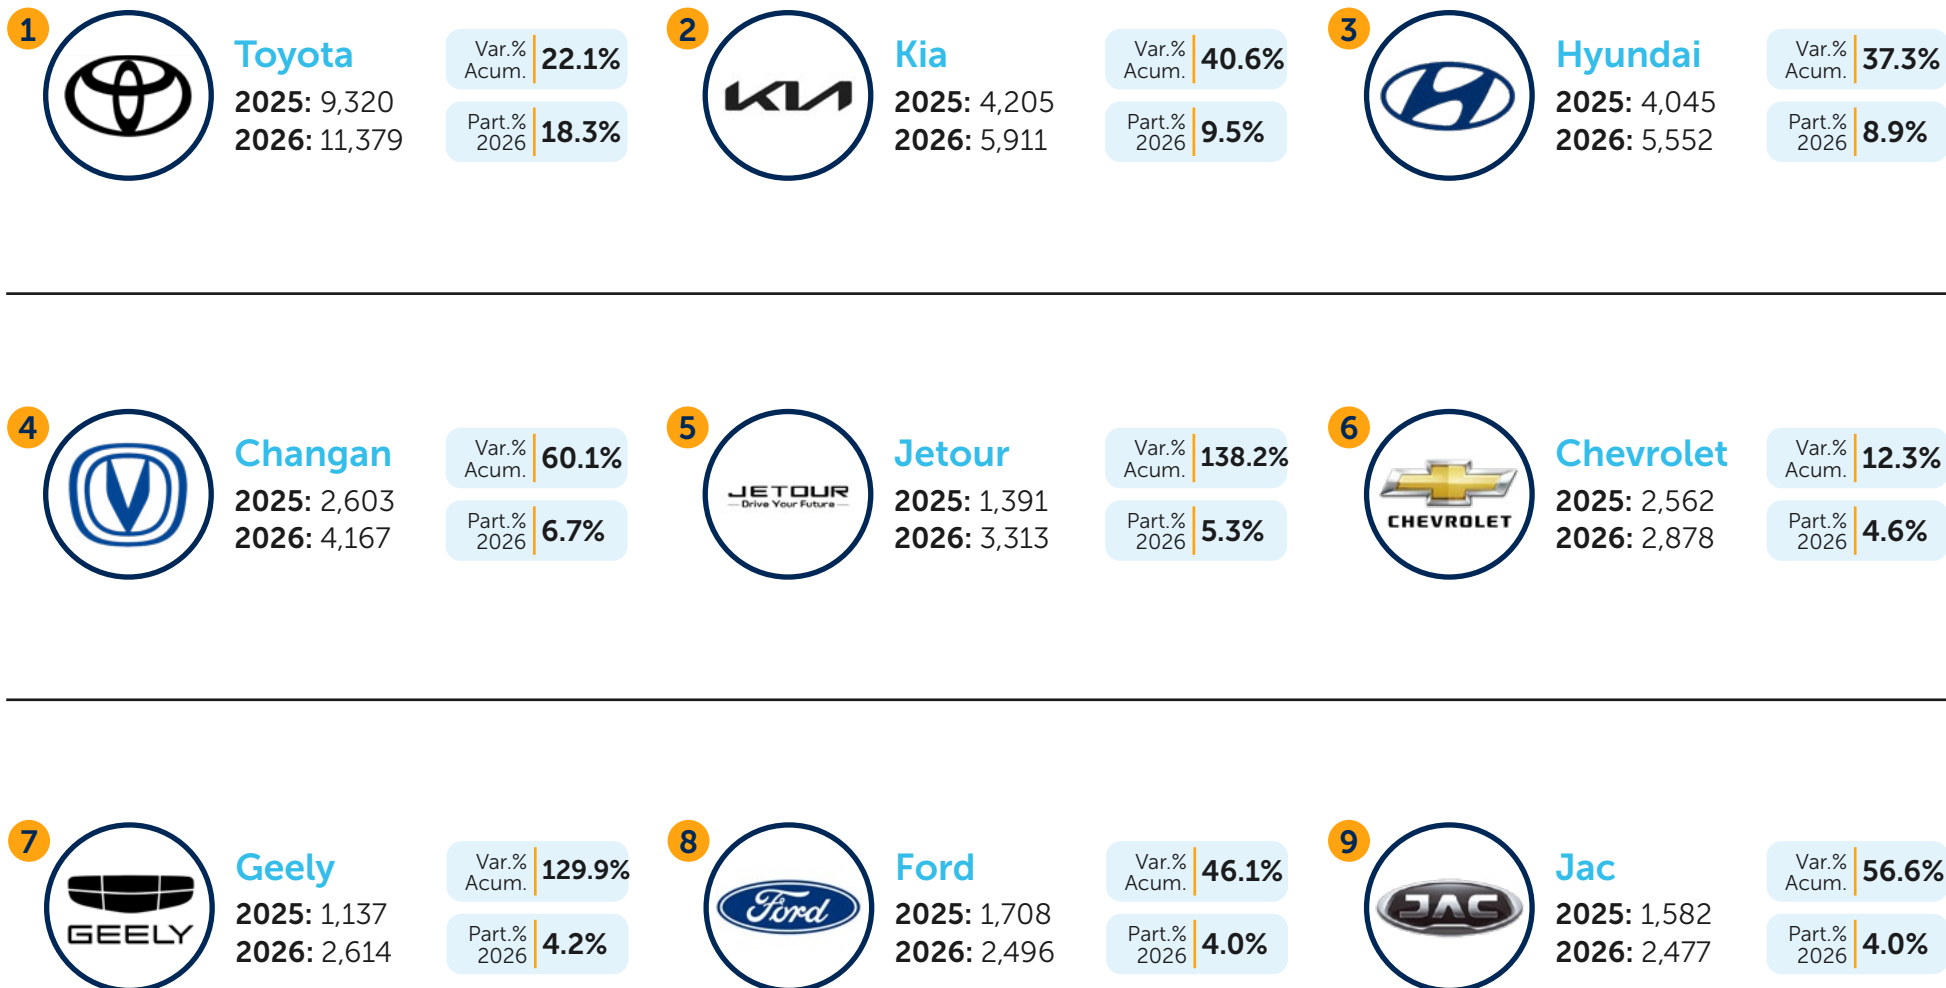 1
Toyota
2025: 9,320
2026: 11,379
Var.%
Acum.
22.1%
Part.%
2026
18.3%
2
KIA
Kia
2025: 4,205
2026: 5,911
Var.%
Acum.
40.6%
Part.%
2026
9.5%
3
Hyundai
2025: 4,045
2026: 5,552
Var.%
Acum.
37.3%
Part.%
2026
8.9%
4
Changan
2025: 2,603
2026: 4,167
Var.%
Acum.
60.1%
Part.%
2026
6.7%
5
JETOUR
Drive Your Future
Jetour
2025: 1,391
2026: 3,313
Var.%
Acum.
138.2%
Part.%
2026
5.3%
6
CHEVROLET
Chevrolet
2025: 2,562
2026: 2,878
Var.%
Acum.
12.3%
Part.%
2026
4.6%
7
GEELY
Geely
2025: 1,137
2026: 2,614
Var.%
Acum.
129.9%
Part.%
2026
4.2%
8
Ford
Ford
2025: 1,708
2026: 2,496
Var.%
Acum.
46.1%
Part.%
2026
4.0%
9
JAC
Jac
2025: 1,582
2026: 2,477
Var.%
Acum.
56.6%
Part.%
2026
4.0%